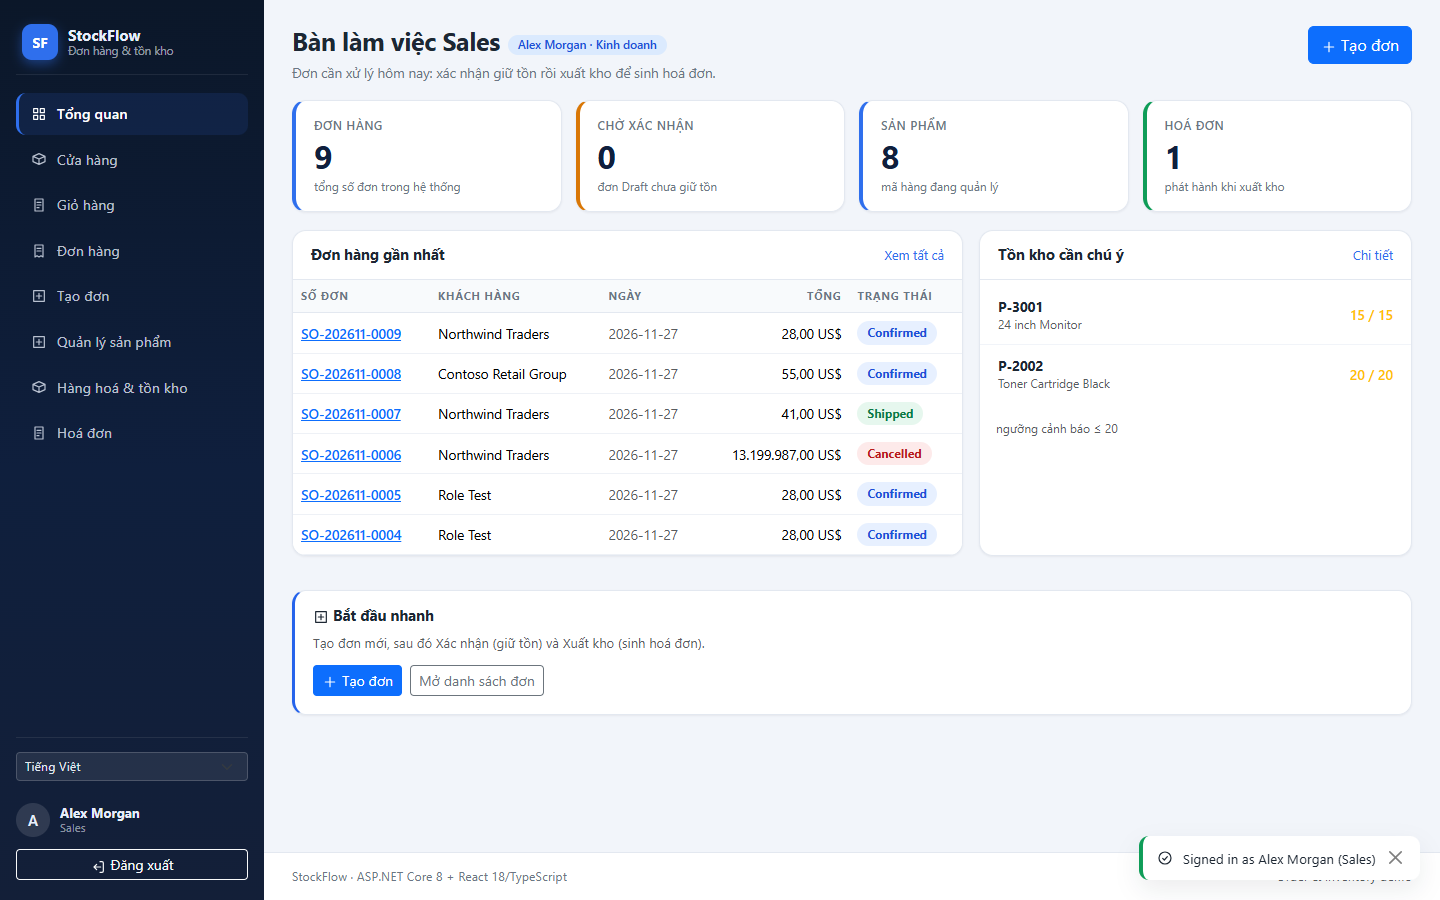 SF
StockFlow
Đơn hàng & tồn kho
Tổng quan
Cửa hàng
Giỏ hàng
Đơn hàng
Tạo đơn
Quản lý sản phẩm
Hàng hoá & tồn kho
Hoá đơn
Tiếng Việt
A
Alex Morgan
Sales
Đăng xuất
Bàn làm việc Sales
Alex Morgan · Kinh doanh
Đơn cần xử lý hôm nay: xác nhận giữ tồn rồi xuất kho để sinh hoá đơn.
+ Tạo đơn
ĐƠN HÀNG
9
tổng số đơn trong hệ thống
CHỜ XÁC NHẬN
0
đơn Draft chưa giữ tồn
SẢN PHẨM
8
mã hàng đang quản lý
HOÁ ĐƠN
1
phát hành khi xuất kho
Đơn hàng gần nhất
Xem tất cả
SỐ ĐƠN KHÁCH HÀNG NGÀY TỔNG TRẠNG THÁI
SO-202611-0009 Northwind Traders 2026-11-27 28,00 US$ Confirmed
SO-202611-0008 Contoso Retail Group 2026-11-27 55,00 US$ Confirmed
SO-202611-0007 Northwind Traders 2026-11-27 41,00 US$ Shipped
SO-202611-0006 Northwind Traders 2026-11-27 13.199.987,00 US$ Cancelled
SO-202611-0005 Role Test 2026-11-27 28,00 US$ Confirmed
SO-202611-0004 Role Test 2026-11-27 28,00 US$ Confirmed
Tồn kho cần chú ý
Chi tiết
P-3001
24 inch Monitor
15 / 15
P-2002
Toner Cartridge Black
20 / 20
ngưỡng cảnh báo ≤ 20
Bắt đầu nhanh
Tạo đơn mới, sau đó Xác nhận (giữ tồn) và Xuất kho (sinh hoá đơn).
+ Tạo đơn
Mở danh sách đơn
StockFlow · ASP.NET Core 8 + React 18/TypeScript
Signed in as Alex Morgan (Sales)